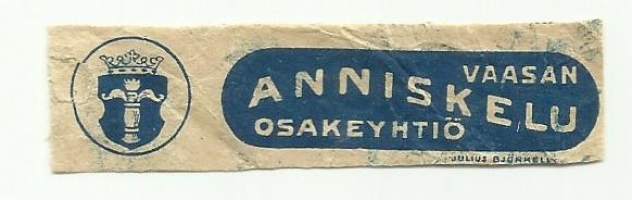 VAASAN
ANNISKELU
OSAKEYHTIÖ
JULIUS BJÖRKELL